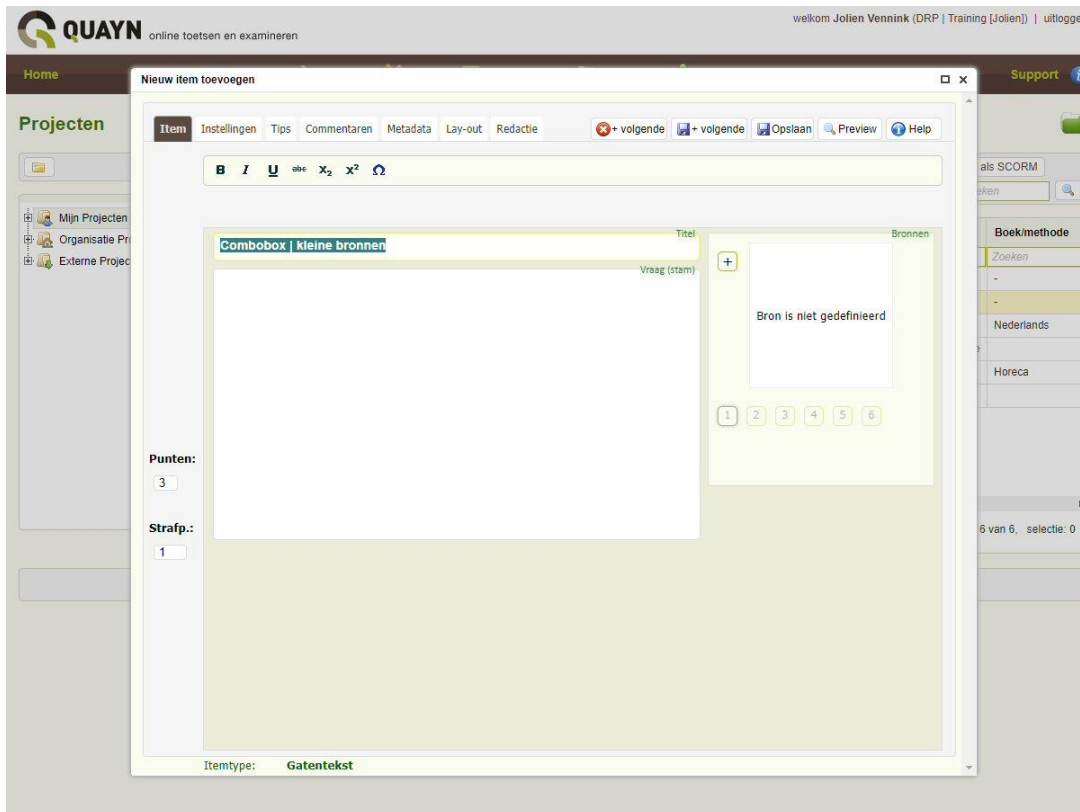 welkom Jolien Vennink (DRP | Training [Jolien]) | uitlogge
QUAYN online toetsen en examineren
Home
Support
Nieuw item toevoegen
Projecten
Item Instellingen Tips Commentaren Metadata Lay-out Redactie + volgende + volgende Opslaan Preview Help
B I U abc X₂ X² Ω
als SCORM
eken
Mijn Projecten
Organisatie Pr
Externe Projec
Titel
Combobox | kleine bronnen
Vraag (stam)
Bronnen
+
Bron is niet gedefinieerd
1 2 3 4 5 6
Boek/methode
Zoeken
-
-
Nederlands
e
Horeca
Punten:
3
Strafp.:
1
6 van 6, selectie: 0
Itemtype: Gatentekst